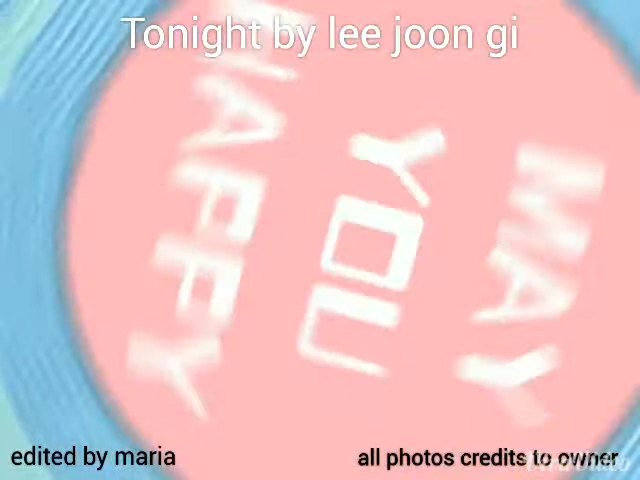 Tonight by lee joon gi
MAY
YOU
HAPPY
edited by maria
all photos credits to owner